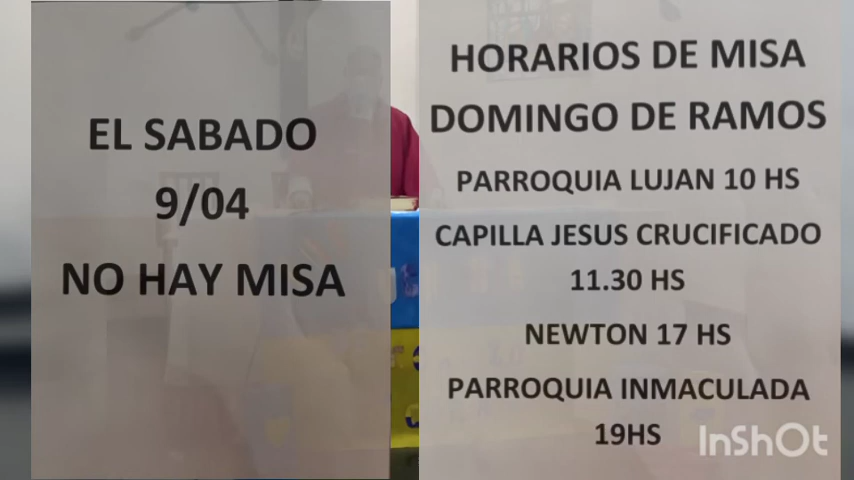 EL SABADO
9/04
NO HAY MISA
HORARIOS DE MISA
DOMINGO DE RAMOS
PARROQUIA LUJAN 10 HS
CAPILLA JESUS CRUCIFICADO
11.30 HS
NEWTON 17 HS
PARROQUIA INMACULADA
19HS
InShOt